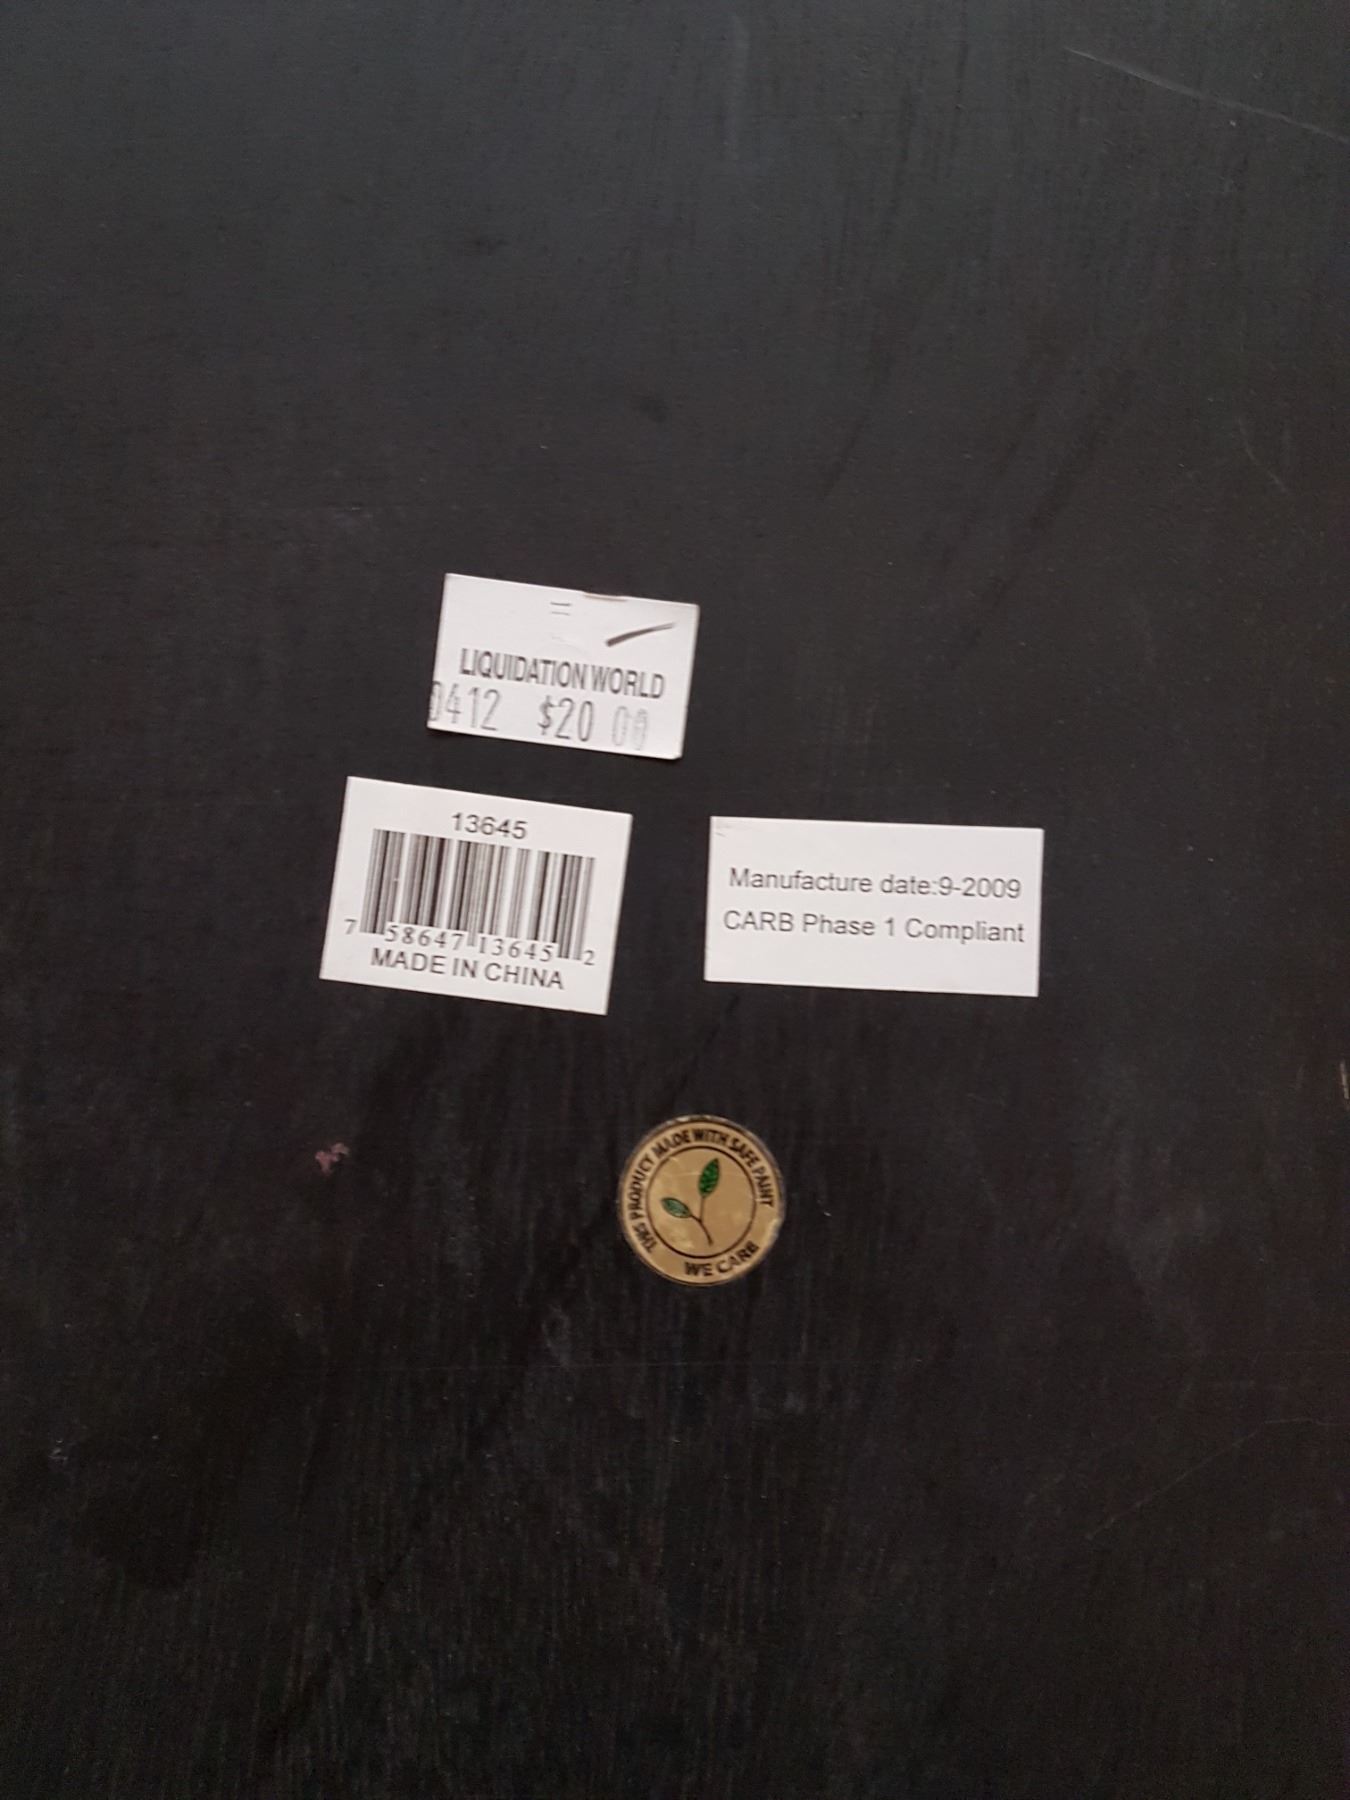 LIQUIDATION WORLD
0412 $20 00
13645
7 58647 13645 2
MADE IN CHINA
Manufacture date:9-2009
CARB Phase 1 Compliant
THIS PRODUCT MADE WITH SAFE PAINT
WE CARE